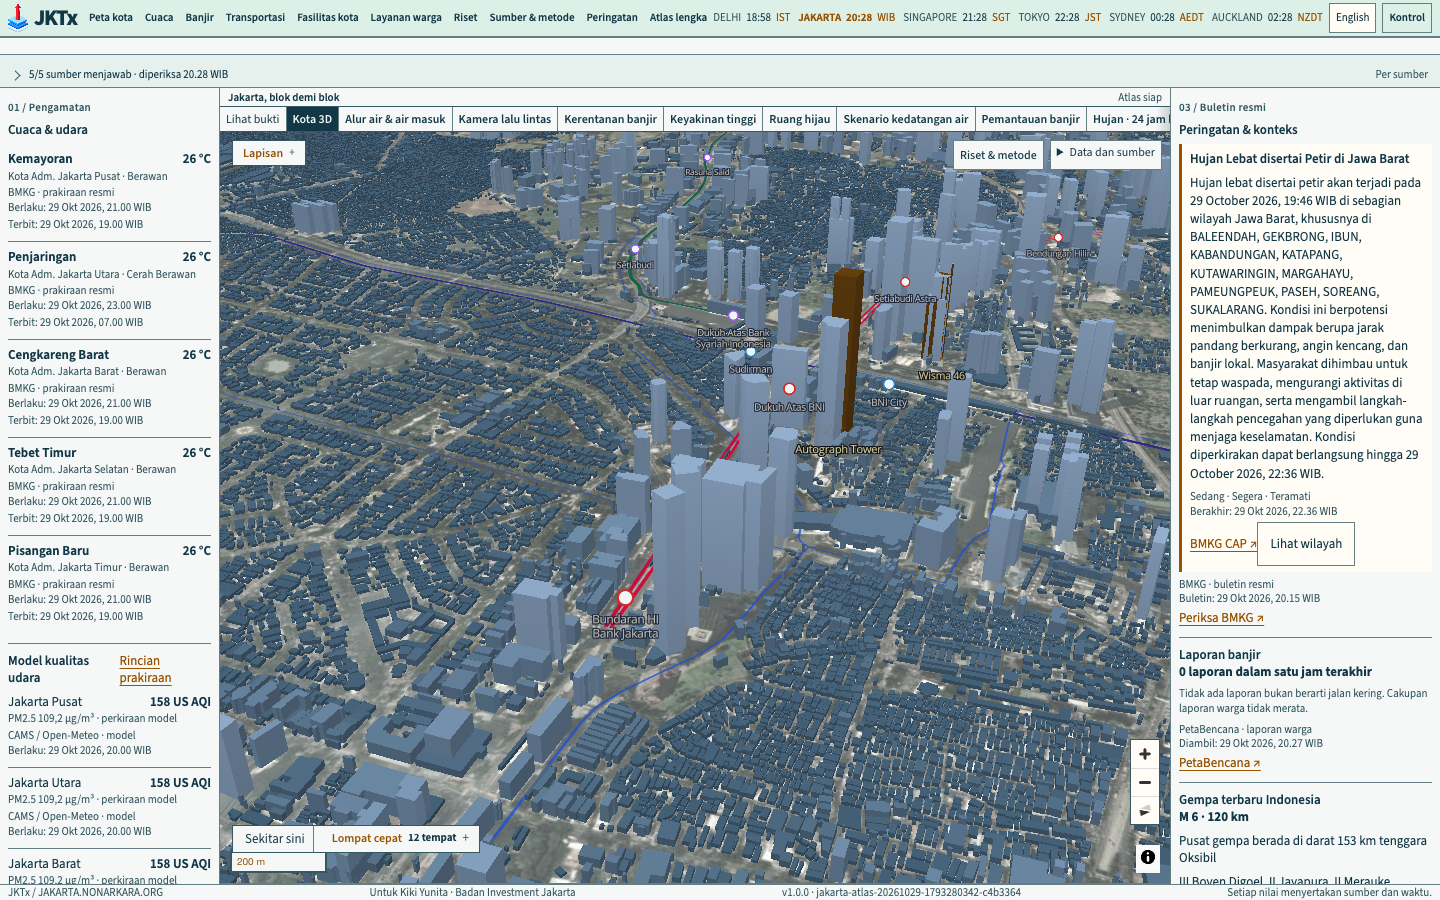 JKTx Peta kota Cuaca Banjir Transportasi Fasilitas kota Layanan warga Riset Sumber & metode Peringatan Atlas lengka DELHI 18:58 IST JAKARTA 20:28 WIB SINGAPORE 21:28 SGT TOKYO 22:28 JST SYDNEY 00:28 AEDT AUCKLAND 02:28 NZDT English Kontrol
5/5 sumber menjawab · diperiksa 20.28 WIB Per sumber
01 / Pengamatan
Cuaca & udara
Kemayoran 26 °C
Kota Adm. Jakarta Pusat · Berawan
BMKG · prakiraan resmi
Berlaku: 29 Okt 2026, 21.00 WIB
Terbit: 29 Okt 2026, 19.00 WIB
Penjaringan 26 °C
Kota Adm. Jakarta Utara · Cerah Berawan
BMKG · prakiraan resmi
Berlaku: 29 Okt 2026, 23.00 WIB
Terbit: 29 Okt 2026, 07.00 WIB
Cengkareng Barat 26 °C
Kota Adm. Jakarta Barat · Berawan
BMKG · prakiraan resmi
Berlaku: 29 Okt 2026, 21.00 WIB
Terbit: 29 Okt 2026, 19.00 WIB
Tebet Timur 26 °C
Kota Adm. Jakarta Selatan · Berawan
BMKG · prakiraan resmi
Berlaku: 29 Okt 2026, 21.00 WIB
Terbit: 29 Okt 2026, 19.00 WIB
Pisangan Baru 26 °C
Kota Adm. Jakarta Timur · Berawan
BMKG · prakiraan resmi
Berlaku: 29 Okt 2026, 21.00 WIB
Terbit: 29 Okt 2026, 19.00 WIB
Model kualitas udara Rincian prakiraan
Jakarta Pusat 158 US AQI
PM2.5 109,2 µg/m³ · perkiraan model
CAMS / Open-Meteo · model
Berlaku: 29 Okt 2026, 20.00 WIB
Jakarta Utara 158 US AQI
PM2.5 109,2 µg/m³ · perkiraan model
CAMS / Open-Meteo · model
Berlaku: 29 Okt 2026, 20.00 WIB
Jakarta Barat 158 US AQI
PM2.5 109,2 µg/m³ · perkiraan model
Jakarta, blok demi blok Atlas siap
Lihat bukti Kota 3D Alur air & air masuk Kamera lalu lintas Kerentanan banjir Keyakinan tinggi Ruang hijau Skenario kedatangan air Pemantauan banjir Hujan · 24 jam
Lapisan +
Riset & metode
Data dan sumber
Rasuna Said
Setiabudi
Bendungan Hilir
Setiabudi Astra
Dukuh Atas Bank
Syariah Indonesia
Sudirman
Wisma 46
Dukuh Atas BNI
BNI City
Autograph Tower
Bundaran HI
Bank Jakarta
Sekitar sini Lompat cepat 12 tempat +
200 m
03 / Buletin resmi
Peringatan & konteks
Hujan Lebat disertai Petir di Jawa Barat
Hujan lebat disertai petir akan terjadi pada
29 October 2026, 19:46 WIB di sebagian
wilayah Jawa Barat, khususnya di
BALEENDAH, GEKBRONG, IBUN,
KABANDUNGAN, KATAPANG,
KUTAWARINGIN, MARGAHAYU,
PAMEUNGPEUK, PASEH, SOREANG,
SUKALARANG. Kondisi ini berpotensi
menimbulkan dampak berupa jarak
pandang berkurang, angin kencang, dan
banjir lokal. Masyarakat dihimbau untuk
tetap waspada, mengurangi aktivitas di
luar ruangan, serta mengambil langkah-
langkah pencegahan yang diperlukan guna
menjaga keselamatan. Kondisi
diperkirakan dapat berlangsung hingga 29
October 2026, 22:36 WIB.
Sedang · Segera · Teramati
Berakhir: 29 Okt 2026, 22.36 WIB
BMKG CAP ↗ Lihat wilayah
BMKG · buletin resmi
Buletin: 29 Okt 2026, 20.15 WIB
Periksa BMKG ↗
Laporan banjir
0 laporan dalam satu jam terakhir
Tidak ada laporan bukan berarti jalan kering. Cakupan
laporan warga tidak merata.
PetaBencana · laporan warga
Diambil: 29 Okt 2026, 20.27 WIB
PetaBencana ↗
Gempa terbaru Indonesia
M 6 · 120 km
Pusat gempa berada di darat 153 km tenggara
Oksibil
III Boven Digoel, II Jayapura, II Merauke
JKTx / JAKARTA.NONARKARA.ORG Untuk Kiki Yunita · Badan Investment Jakarta v1.0.0 · jakarta-atlas-20261029-1793280342-c4b3364 Setiap nilai menyertakan sumber dan waktu.